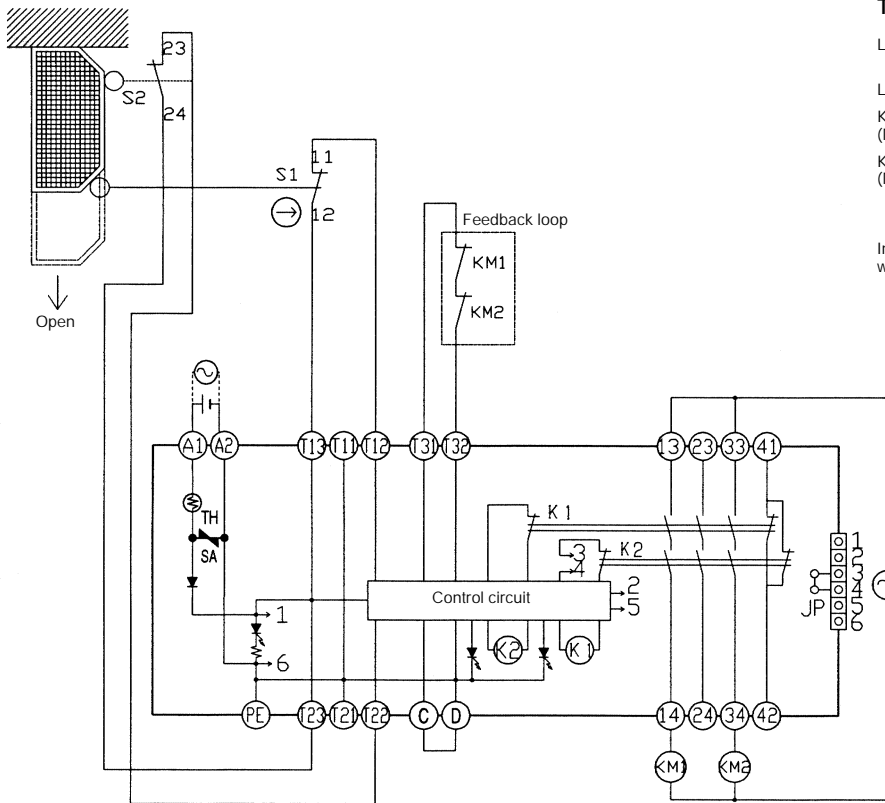 T
L
23
S2
24
L
K
(I
K
(I
11
S1
12
Feedback loop
KM1
In
w
KM2
Open
A1 A2 T13 T11 T12 T31 T32 13 23 33 41
TH
SA
K1
3
4
K2
1
2
3
4
5
6
JP
Control circuit
2
5
1
6
K2
K1
PE T23 T21 T22 C D 14 24 34 42
KM1 KM2